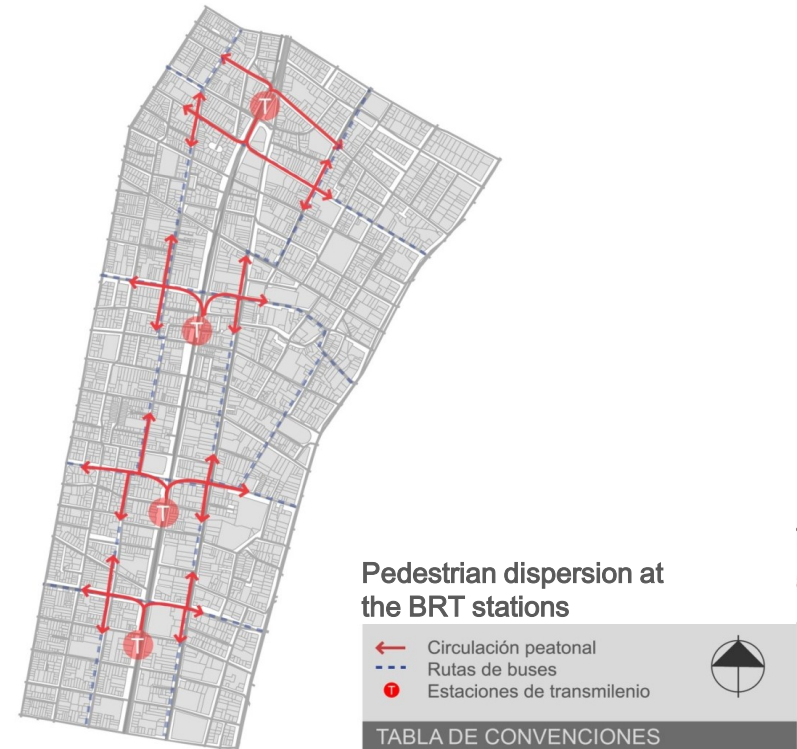 T
T
T
T
Pedestrian dispersion at
the BRT stations
Circulación peatonal
Rutas de buses
T Estaciones de transmilenio
TABLA DE CONVENCIONES